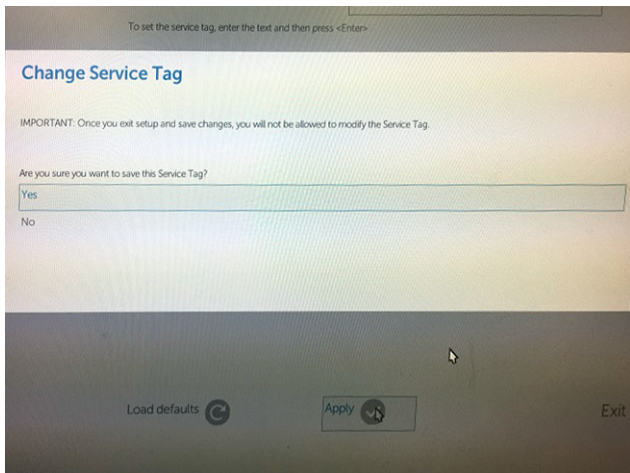 To set the service tag, enter the text and then press <Enter>
Change Service Tag
IMPORTANT: Once you exit setup and save changes, you will not be allowed to modify the Service Tag.
Are you sure you want to save this Service Tag?
Yes
No
Load defaults
Apply
Exit